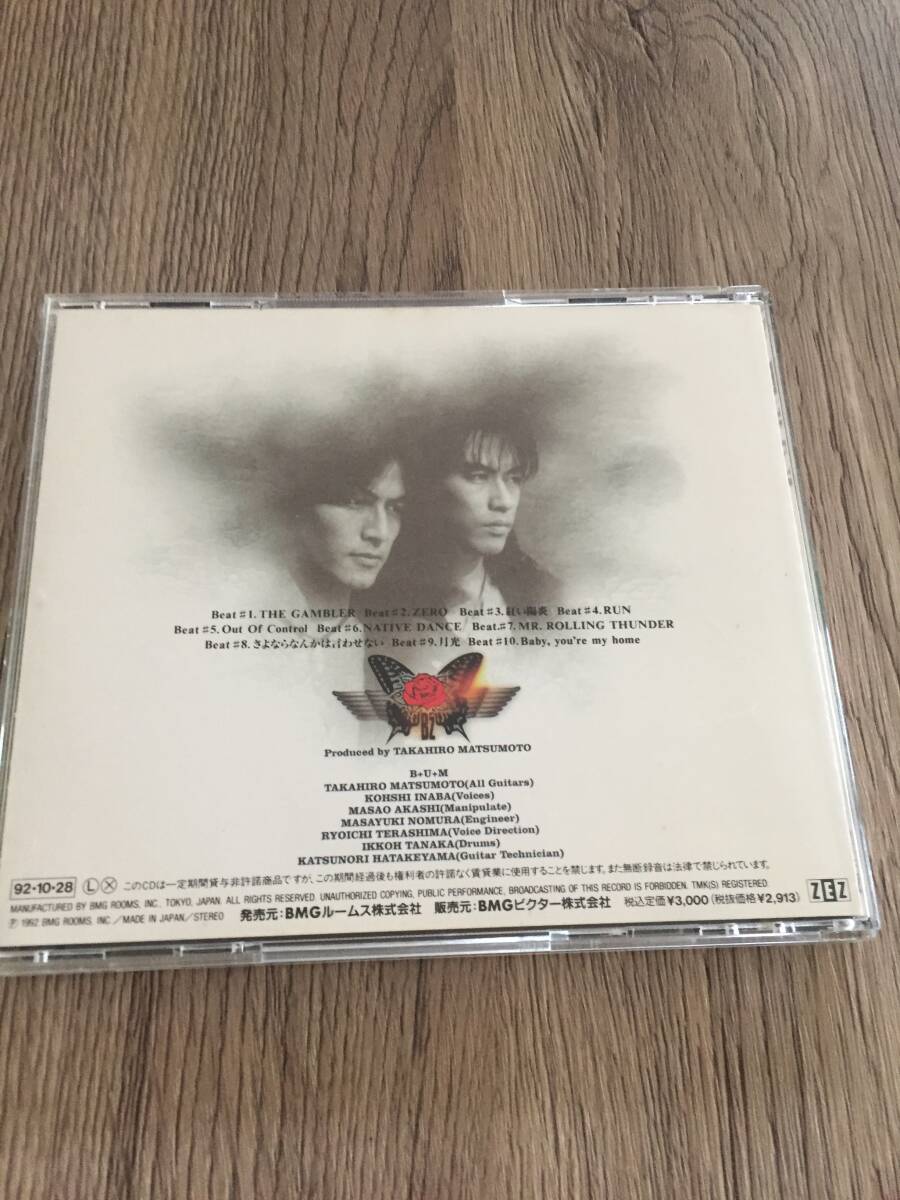 Beat♯1. THE GAMBLER Beat♯2. ZERO Beat♯3. 紅い陽炎 Beat♯4. RUN
Beat♯5. Out Of Control Beat♯6. NATIVE DANCE Beat.♯7. MR. ROLLING THUNDER
Beat♯8. さよならなんかは言わせない Beat♯9. 月光 Beat♯10. Baby, you're my home
B'z
Produced by TAKAHIRO MATSUMOTO
B+U+M
TAKAHIRO MATSUMOTO(All Guitars)
KOHSHI INABA(Voices)
MASAO AKASHI(Manipulate)
MASAYUKI NOMURA(Engineer)
RYOICHI TERASHIMA(Voice Direction)
IKKOH TANAKA(Drums)
KATSUNORI HATAKEYAMA(Guitar Technician)
92・10・28 Ⓛ Ⓧ このCDは一定期間貸与非許諾商品ですが、この期間経過後も権利者の許諾なく賃貸業に使用することを禁じます。また無断録音は法律で禁じられています。
MANUFACTURED BY BMG ROOMS, INC., TOKYO, JAPAN. ALL RIGHTS RESERVED. UNAUTHORIZED COPYING, PUBLIC PERFORMANCE, BROADCASTING OF THIS RECORD IS FORBIDDEN. TMK(S) REGISTERED
Ⓟ 1992 BMG ROOMS, INC./MADE IN JAPAN/STEREO 発売元:BMGルームス株式会社 販売元:BMGビクター株式会社 税込定価¥3,000(税抜価格¥2,913)
ZEZ